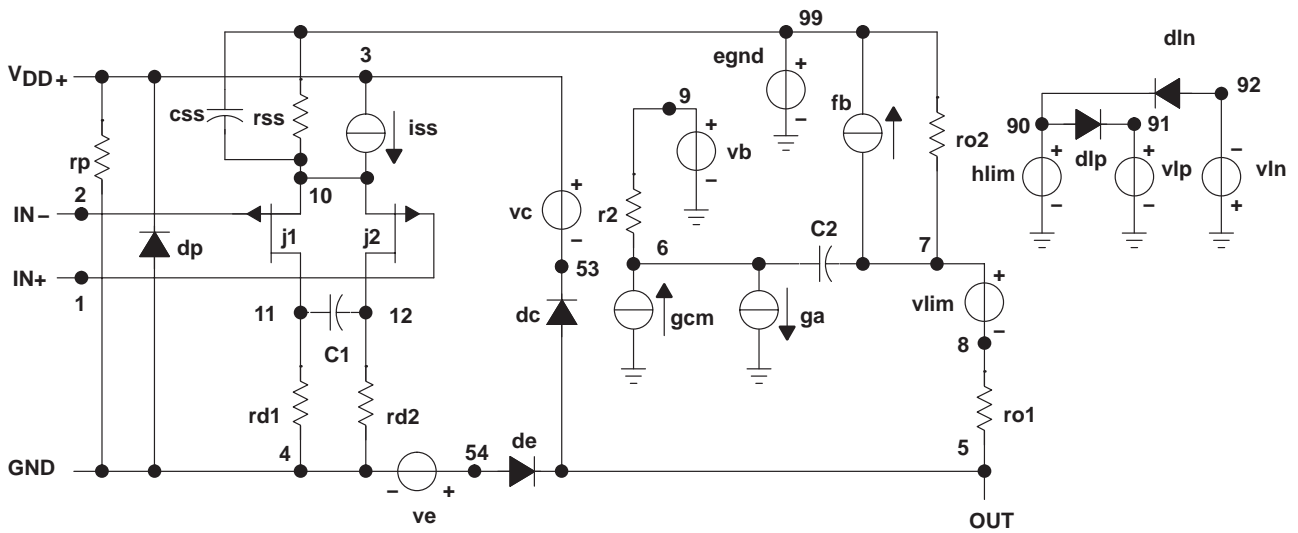 99
3
VDD+
egnd
+
−
dln
92
css
rss
iss
9
+
vb
−
fb
ro2
90
91
dlp
+
hlim
−
+
vlp
−
−
vln
+
rp
2
10
IN−
j1
j2
dp
vc
+
−
r2
C2
6
7
IN+
1
53
11
12
C1
dc
gcm
ga
vlim
+
−
8
rd1
rd2
ro1
GND
4
54
de
5
−
+
ve
OUT